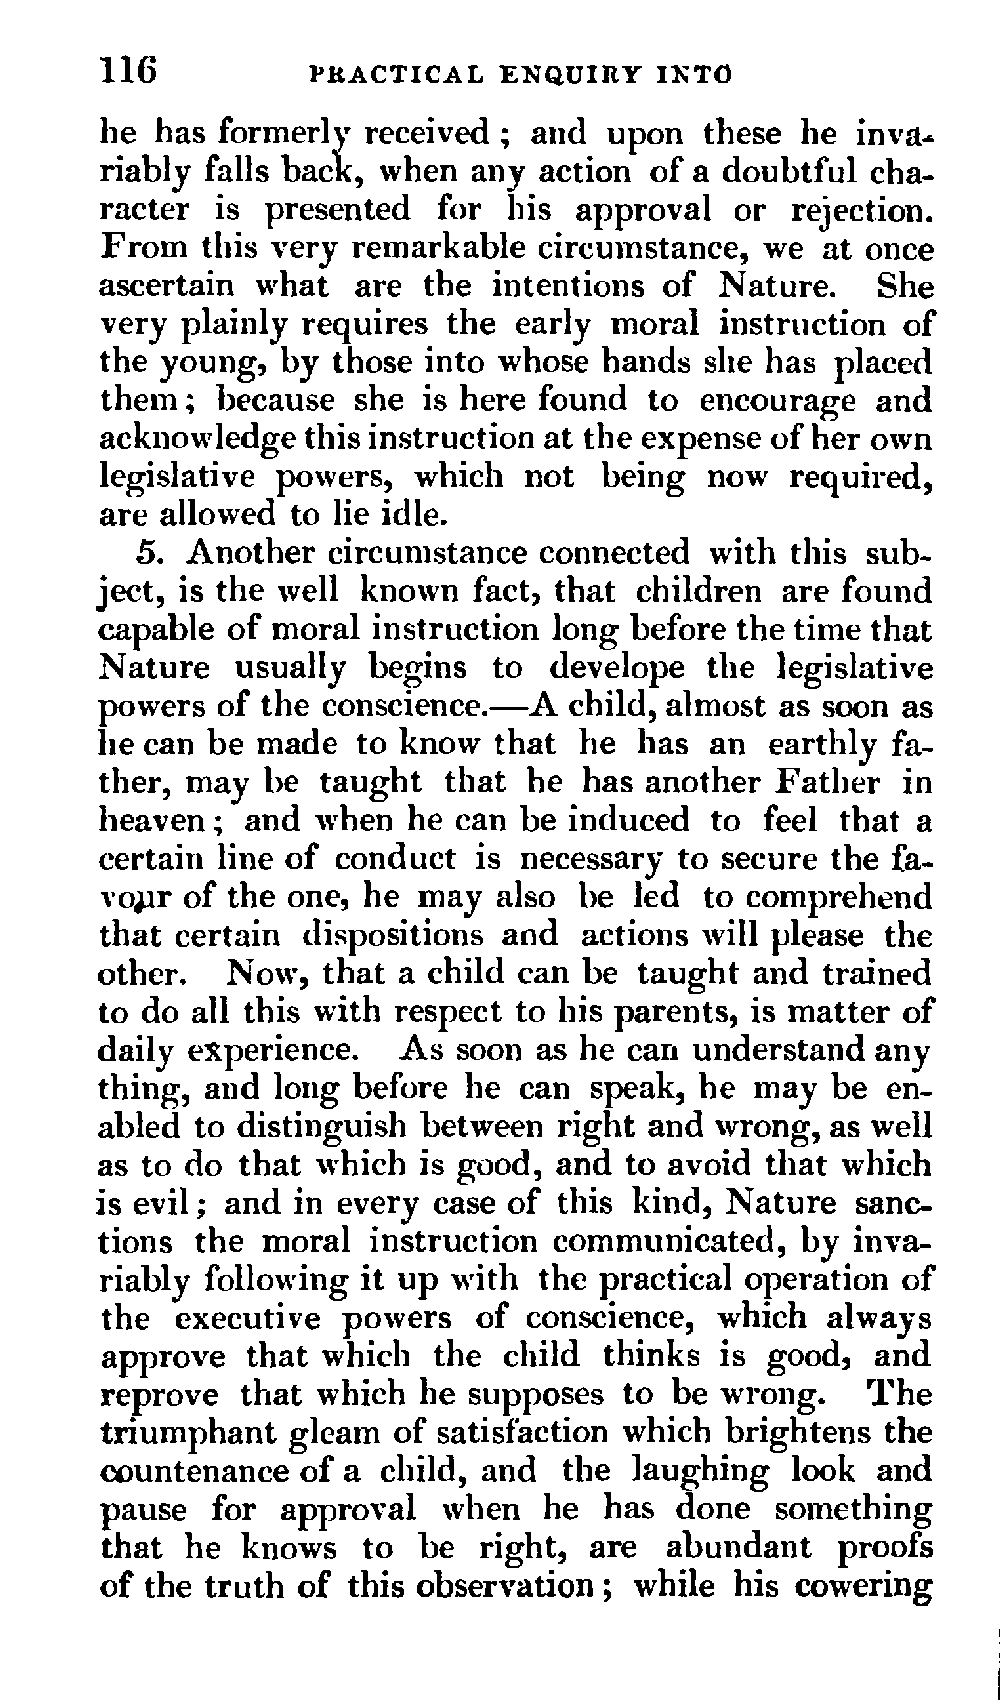 116 PRACTICAL ENQUIRY INTO
he has formerly received ; and upon these he inva-
riably falls back, when any action of a doubtful cha-
racter is presented for his approval or rejection.
From this very remarkable circumstance, we at once
ascertain what are the intentions of Nature. She
very plainly requires the early moral instruction of
the young, by those into whose hands she has placed
them ; because she is here found to encourage and
acknowledge this instruction at the expense of her own
legislative powers, which not being now required,
are allowed to lie idle.
5. Another circumstance connected with this sub-
ject, is the well known fact, that children are found
capable of moral instruction long before the time that
Nature usually begins to develope the legislative
powers of the conscience.—A child, almost as soon as
he can be made to know that he has an earthly fa-
ther, may be taught that he has another Father in
heaven ; and when he can be induced to feel that a
certain line of conduct is necessary to secure the fa-
vour of the one, he may also be led to comprehend
that certain dispositions and actions will please the
other. Now, that a child can be taught and trained
to do all this with respect to his parents, is matter of
daily experience. As soon as he can understand any
thing, and long before he can speak, he may be en-
abled to distinguish between right and wrong, as well
as to do that which is good, and to avoid that which
is evil ; and in every case of this kind, Nature sanc-
tions the moral instruction communicated, by inva-
riably following it up with the practical operation of
the executive powers of conscience, which always
approve that which the child thinks is good, and
reprove that which he supposes to be wrong. The
triumphant gleam of satisfaction which brightens the
countenance of a child, and the laughing look and
pause for approval when he has done something
that he knows to be right, are abundant proofs
of the truth of this observation ; while his cowering